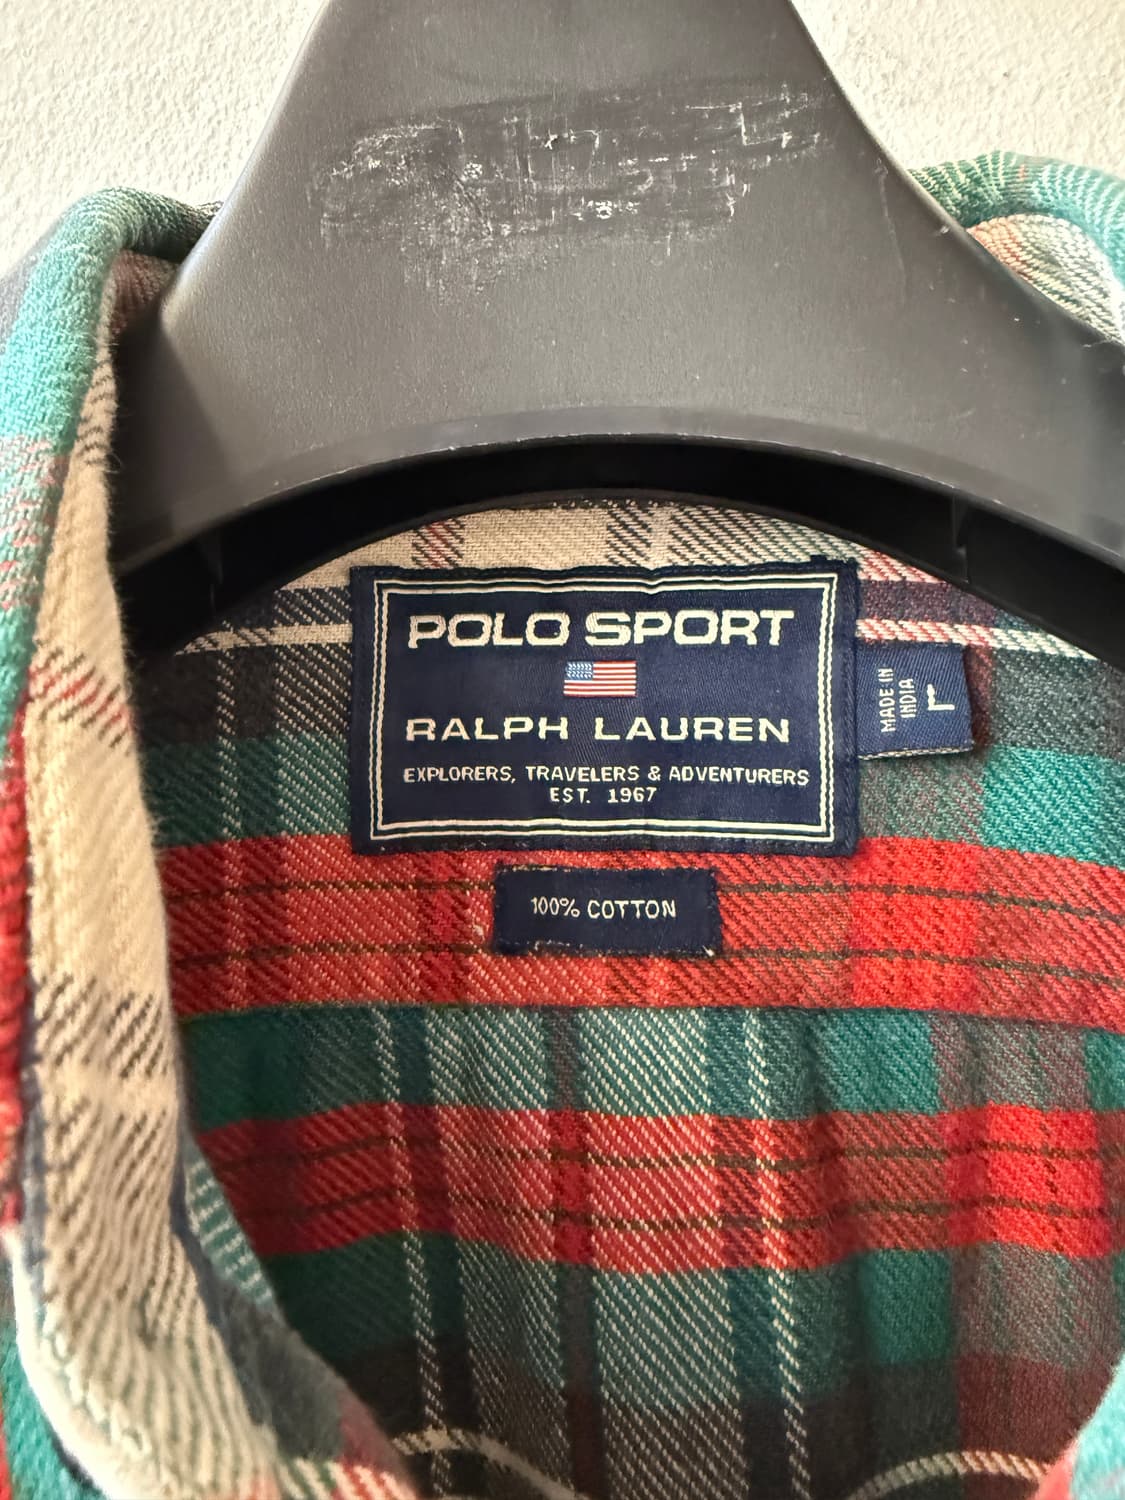 POLO SPORT
RALPH LAUREN
EXPLORERS, TRAVELERS & ADVENTURERS
EST. 1967
MADE IN
INDIA
L
100% COTTON